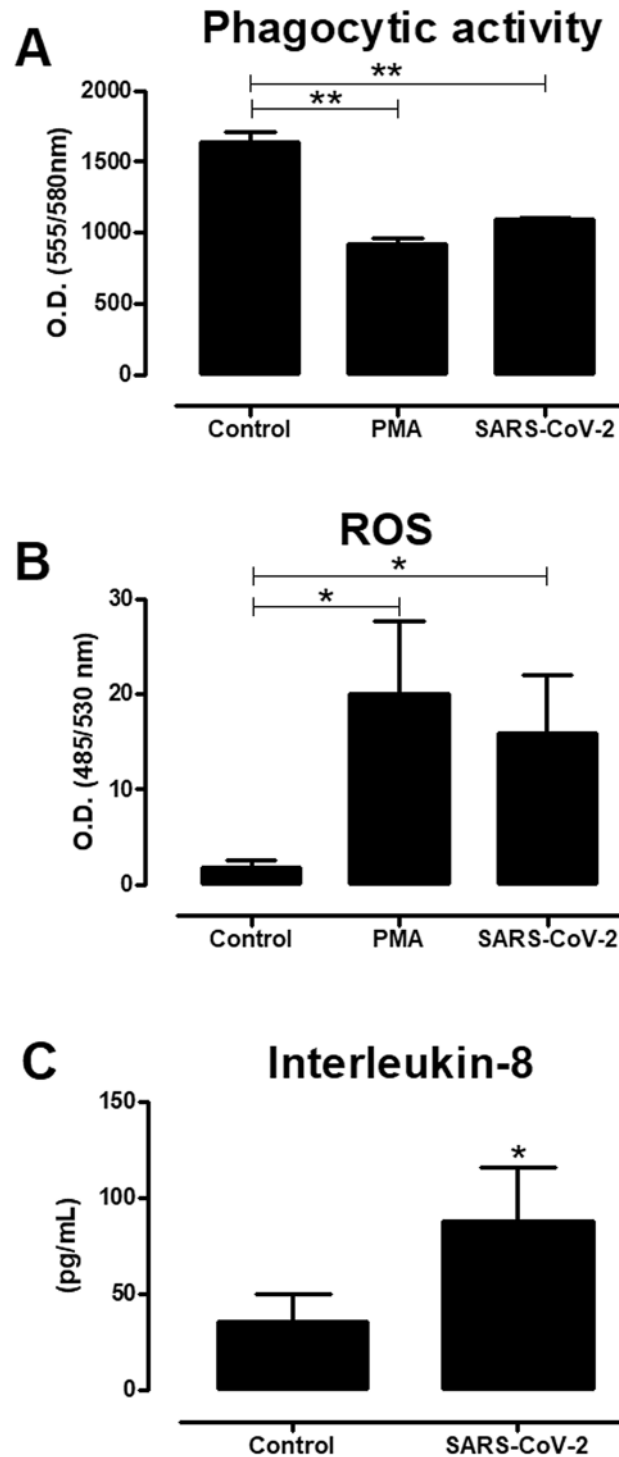 A
Phagocytic activity
**
**
O.D. (555/580nm)
2000
1500
1000
500
0
Control PMA SARS-CoV-2
B
ROS
*
*
O.D. (485/530 nm)
30
20
10
0
Control PMA SARS-CoV-2
C
Interleukin-8
*
(pg/mL)
150
100
50
0
Control SARS-CoV-2